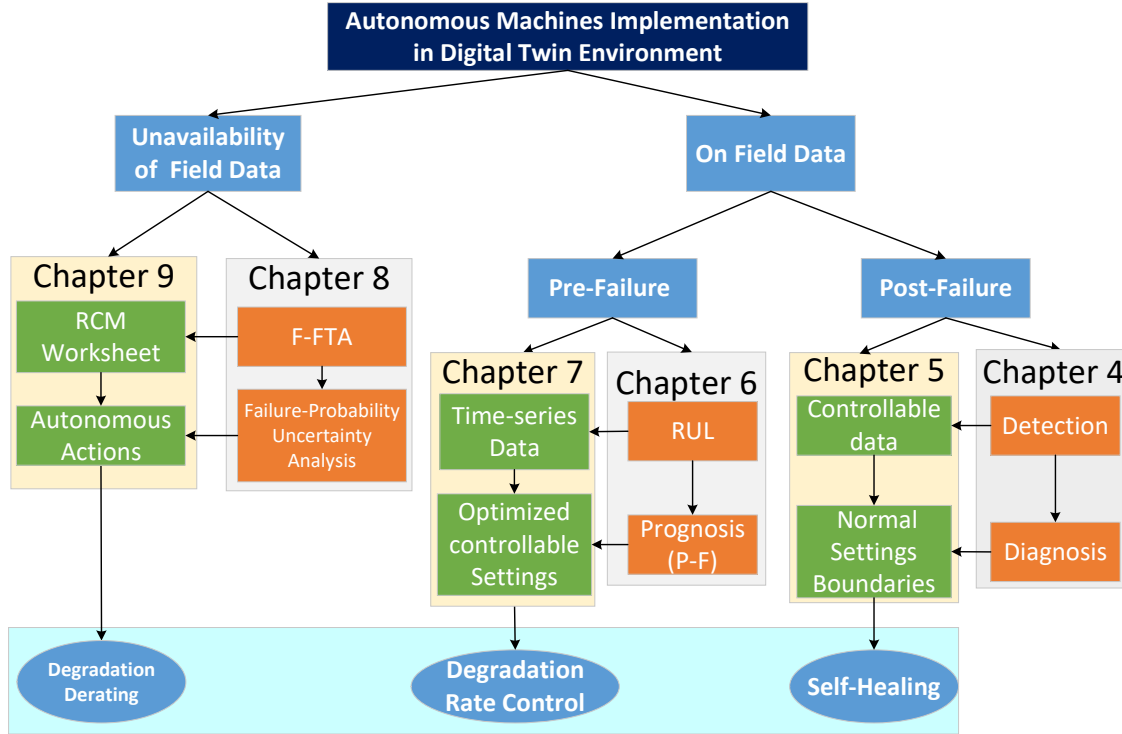 Autonomous Machines Implementation
in Digital Twin Environment
Unavailability
of Field Data
On Field Data
Chapter 9
Chapter 8
Pre-Failure
Post-Failure
RCM
Worksheet
F-FTA
Autonomous
Actions
Failure-Probability
Uncertainty
Analysis
Chapter 7
Chapter 6
Chapter 5
Chapter 4
Time-series
Data
RUL
Controllable
data
Detection
Optimized
controllable
Settings
Prognosis
(P-F)
Normal
Settings
Boundaries
Diagnosis
Degradation
Derating
Degradation
Rate Control
Self-Healing